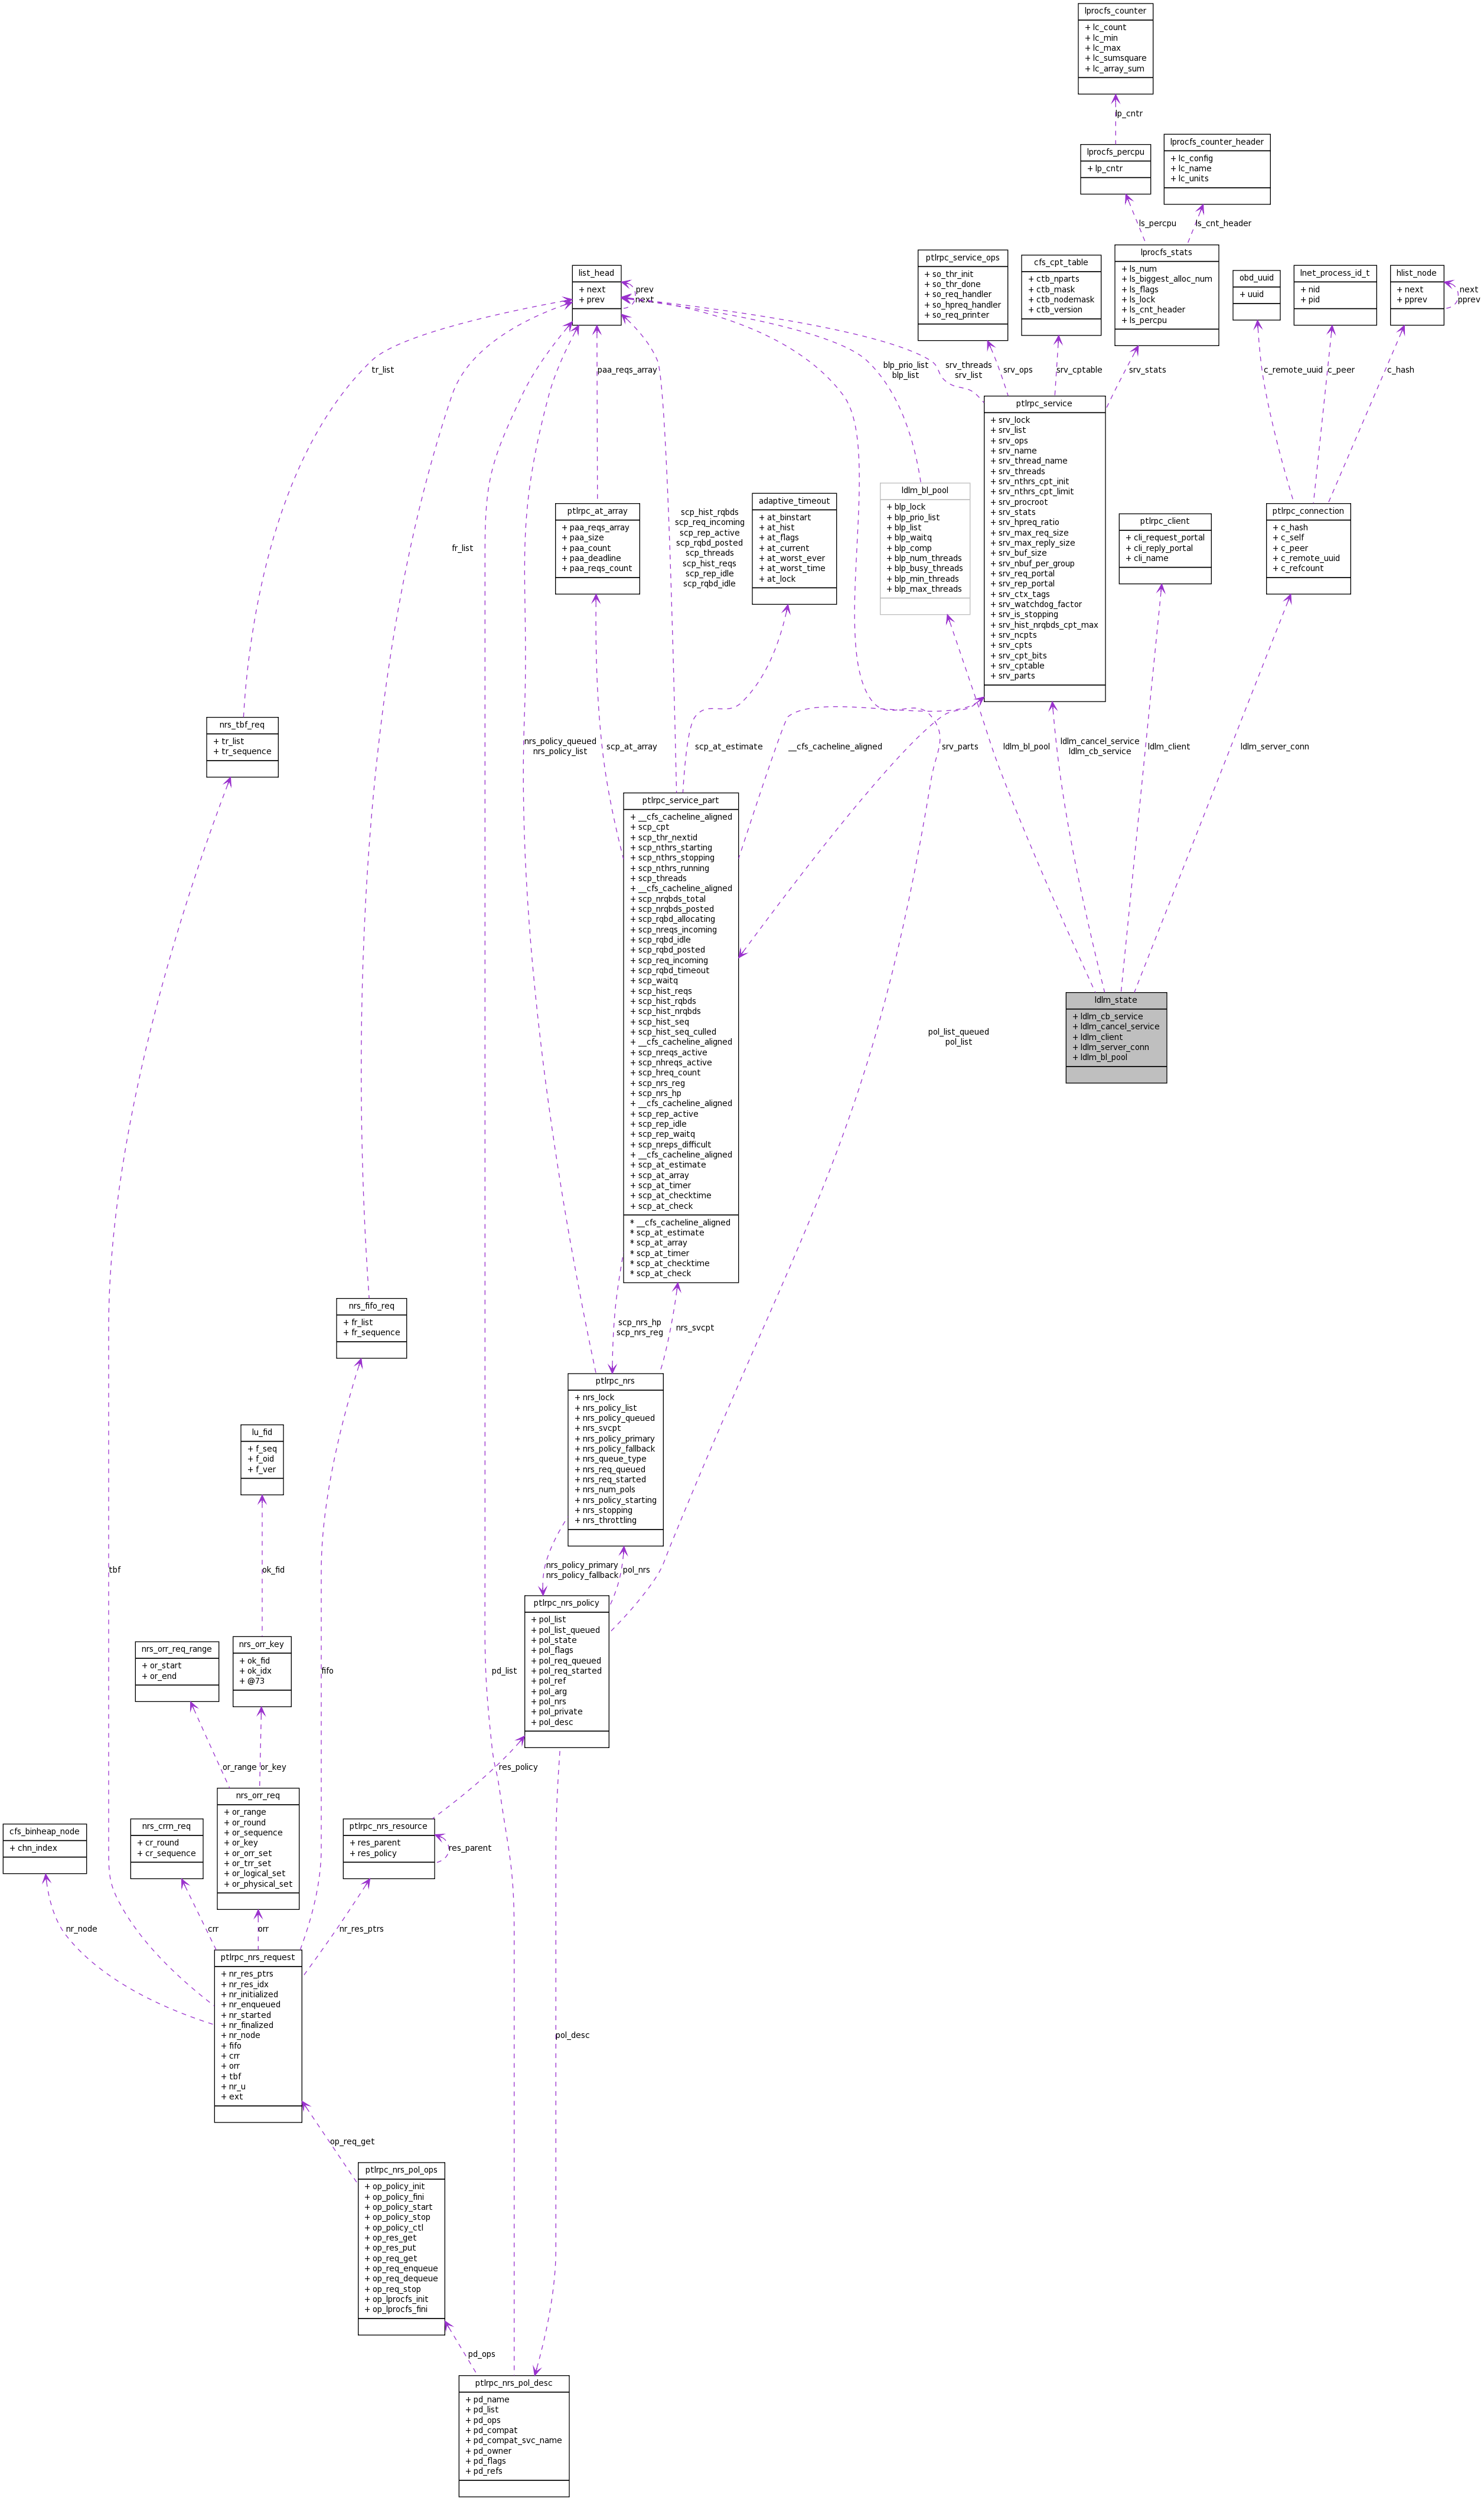 lprocfs_counter
+ lc_count
+ lc_min
+ lc_max
+ lc_sumsquare
+ lc_array_sum
lp_cntr
lprocfs_percpu
+ lp_cntr
lprocfs_counter_header
+ lc_config
+ lc_name
+ lc_units
ls_percpu
ls_cnt_header
list_head
+ next
+ prev
prev
next
ptlrpc_service_ops
+ so_thr_init
+ so_thr_done
+ so_req_handler
+ so_hpreq_handler
+ so_req_printer
cfs_cpt_table
+ ctb_nparts
+ ctb_mask
+ ctb_nodemask
+ ctb_version
lprocfs_stats
+ ls_num
+ ls_biggest_alloc_num
+ ls_flags
+ ls_lock
+ ls_cnt_header
+ ls_percpu
obd_uuid
+ uuid
lnet_process_id_t
+ nid
+ pid
hlist_node
+ next
+ pprev
next
pprev
tr_list
paa_reqs_array
blp_prio_list
blp_list
srv_threads
srv_list
srv_ops
srv_cptable
srv_stats
c_remote_uuid
c_peer
c_hash
ptlrpc_service
+ srv_lock
+ srv_list
+ srv_ops
+ srv_name
+ srv_thread_name
+ srv_threads
+ srv_nthrs_cpt_init
+ srv_nthrs_cpt_limit
+ srv_procroot
+ srv_stats
+ srv_hpreq_ratio
+ srv_max_req_size
+ srv_max_reply_size
+ srv_buf_size
+ srv_nbuf_per_group
+ srv_req_portal
+ srv_rep_portal
+ srv_ctx_tags
+ srv_watchdog_factor
+ srv_is_stopping
+ srv_hist_nrqbds_cpt_max
+ srv_ncpts
+ srv_cpts
+ srv_cpt_bits
+ srv_cptable
+ srv_parts
fr_list
ptlrpc_at_array
+ paa_reqs_array
+ paa_size
+ paa_count
+ paa_deadline
+ paa_reqs_count
scp_hist_rqbds
scp_req_incoming
scp_rep_active
scp_rqbd_posted
scp_threads
scp_hist_reqs
scp_rep_idle
scp_rqbd_idle
adaptive_timeout
+ at_binstart
+ at_hist
+ at_flags
+ at_current
+ at_worst_ever
+ at_worst_time
+ at_lock
ldlm_bl_pool
+ blp_lock
+ blp_prio_list
+ blp_list
+ blp_waitq
+ blp_comp
+ blp_num_threads
+ blp_busy_threads
+ blp_min_threads
+ blp_max_threads
ptlrpc_client
+ cli_request_portal
+ cli_reply_portal
+ cli_name
ptlrpc_connection
+ c_hash
+ c_self
+ c_peer
+ c_remote_uuid
+ c_refcount
nrs_tbf_req
+ tr_list
+ tr_sequence
nrs_policy_queued
nrs_policy_list
scp_at_array
scp_at_estimate
__cfs_cacheline_aligned
srv_parts
ldlm_bl_pool
ldlm_cancel_service
ldlm_cb_service
ldlm_client
ldlm_server_conn
ptlrpc_service_part
+ __cfs_cacheline_aligned
+ scp_cpt
+ scp_thr_nextid
+ scp_nthrs_starting
+ scp_nthrs_stopping
+ scp_nthrs_running
+ scp_threads
+ __cfs_cacheline_aligned
+ scp_nrqbds_total
+ scp_nrqbds_posted
+ scp_rqbd_allocating
+ scp_nreqs_incoming
+ scp_rqbd_idle
+ scp_rqbd_posted
+ scp_req_incoming
+ scp_rqbd_timeout
+ scp_waitq
+ scp_hist_reqs
+ scp_hist_rqbds
+ scp_hist_nrqbds
+ scp_hist_seq
+ scp_hist_seq_culled
+ __cfs_cacheline_aligned
+ scp_nreqs_active
+ scp_nhreqs_active
+ scp_hreq_count
+ scp_nrs_reg
+ scp_nrs_hp
+ __cfs_cacheline_aligned
+ scp_rep_active
+ scp_rep_idle
+ scp_rep_waitq
+ scp_nreps_difficult
+ __cfs_cacheline_aligned
+ scp_at_estimate
+ scp_at_array
+ scp_at_timer
+ scp_at_checktime
+ scp_at_check
* __cfs_cacheline_aligned
* scp_at_estimate
* scp_at_array
* scp_at_timer
* scp_at_checktime
* scp_at_check
ldlm_state
+ ldlm_cb_service
+ ldlm_cancel_service
+ ldlm_client
+ ldlm_server_conn
+ ldlm_bl_pool
pol_list_queued
pol_list
nrs_fifo_req
+ fr_list
+ fr_sequence
scp_nrs_hp
scp_nrs_reg
nrs_svcpt
ptlrpc_nrs
+ nrs_lock
+ nrs_policy_list
+ nrs_policy_queued
+ nrs_svcpt
+ nrs_policy_primary
+ nrs_policy_fallback
+ nrs_queue_type
+ nrs_req_queued
+ nrs_req_started
+ nrs_num_pols
+ nrs_policy_starting
+ nrs_stopping
+ nrs_throttling
lu_fid
+ f_seq
+ f_oid
+ f_ver
tbf
ok_fid
nrs_policy_primary
nrs_policy_fallback
pol_nrs
ptlrpc_nrs_policy
+ pol_list
+ pol_list_queued
+ pol_state
+ pol_flags
+ pol_req_queued
+ pol_req_started
+ pol_ref
+ pol_arg
+ pol_nrs
+ pol_private
+ pol_desc
nrs_orr_req_range
+ or_start
+ or_end
nrs_orr_key
+ ok_fid
+ ok_idx
+ @73
fifo
pd_list
or_range
or_key
res_policy
nrs_orr_req
+ or_range
+ or_round
+ or_sequence
+ or_key
+ or_orr_set
+ or_trr_set
+ or_logical_set
+ or_physical_set
cfs_binheap_node
+ chn_index
nrs_crrn_req
+ cr_round
+ cr_sequence
ptlrpc_nrs_resource
+ res_parent
+ res_policy
res_parent
nr_node
crr
orr
nr_res_ptrs
ptlrpc_nrs_request
+ nr_res_ptrs
+ nr_res_idx
+ nr_initialized
+ nr_enqueued
+ nr_started
+ nr_finalized
+ nr_node
+ fifo
+ crr
+ orr
+ tbf
+ nr_u
+ ext
pol_desc
op_req_get
ptlrpc_nrs_pol_ops
+ op_policy_init
+ op_policy_fini
+ op_policy_start
+ op_policy_stop
+ op_policy_ctl
+ op_res_get
+ op_res_put
+ op_req_get
+ op_req_enqueue
+ op_req_dequeue
+ op_req_stop
+ op_lprocfs_init
+ op_lprocfs_fini
pd_ops
ptlrpc_nrs_pol_desc
+ pd_name
+ pd_list
+ pd_ops
+ pd_compat
+ pd_compat_svc_name
+ pd_owner
+ pd_flags
+ pd_refs